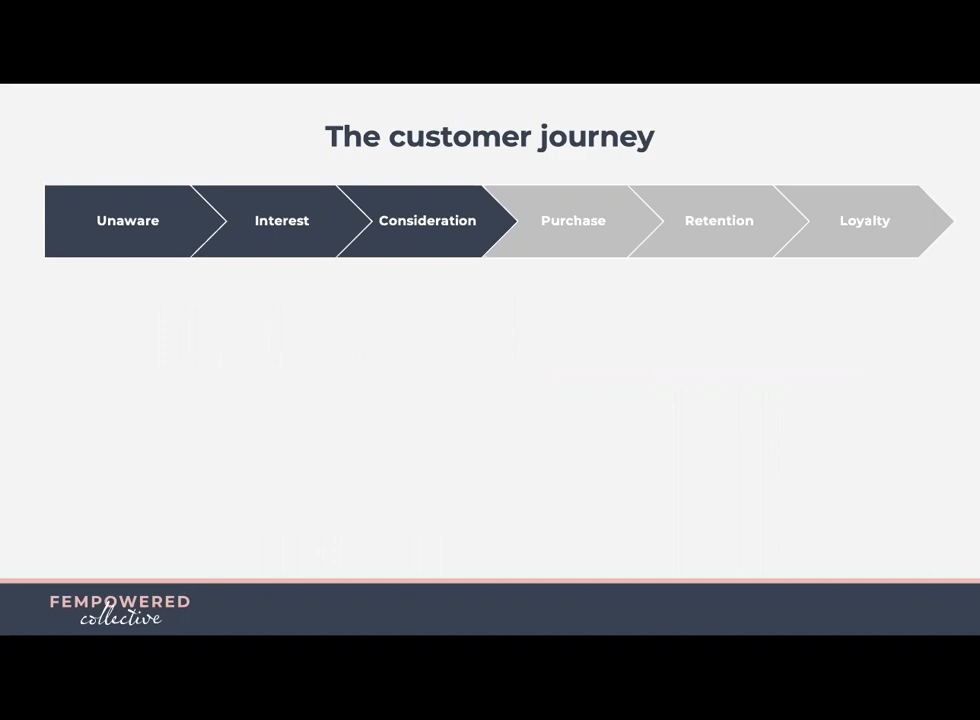 The customer journey
Unaware Interest Consideration Purchase Retention Loyalty
FEMPOWERED
collective